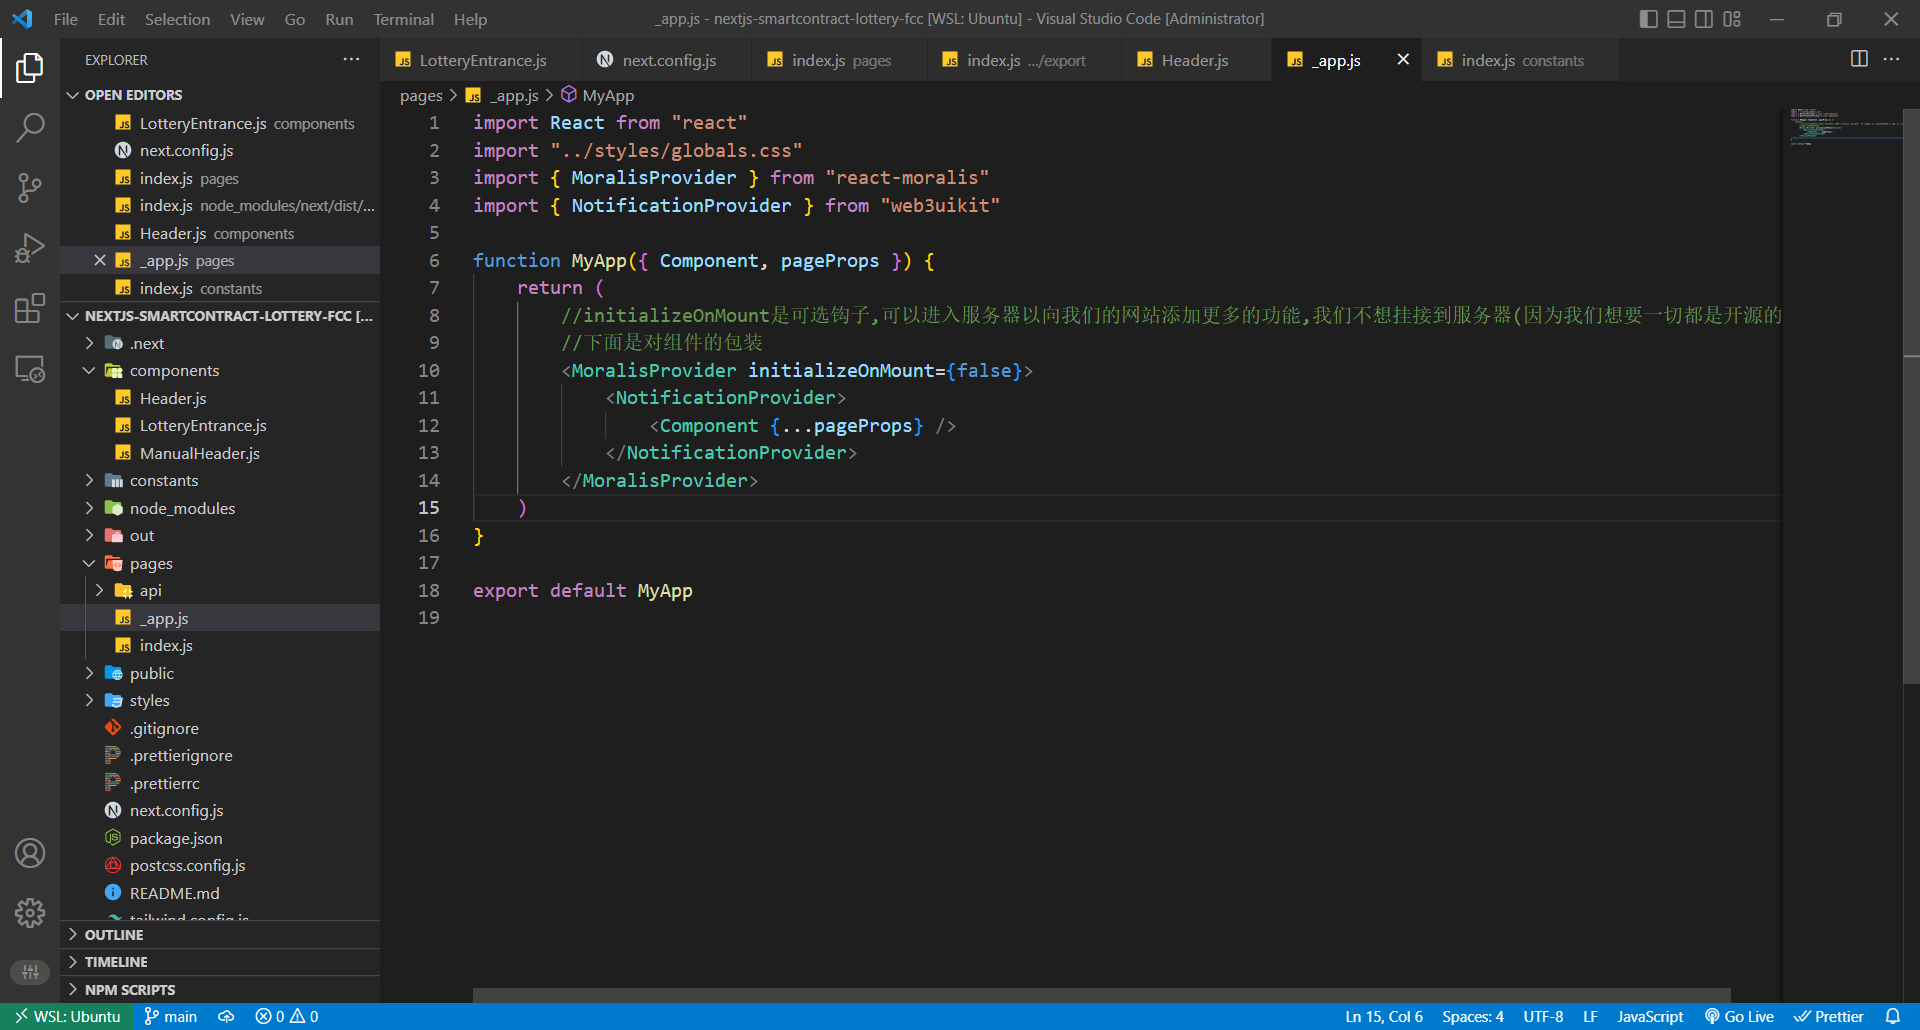 File Edit Selection View Go Run Terminal Help
_app.js - nextjs-smartcontract-lottery-fcc [WSL: Ubuntu] - Visual Studio Code [Administrator]
EXPLORER
LotteryEntrance.js
next.config.js
index.js pages
index.js .../export
Header.js
_app.js
index.js constants
OPEN EDITORS
LotteryEntrance.js components
next.config.js
index.js pages
index.js node_modules/next/dist/...
Header.js components
_app.js pages
index.js constants
NEXTJS-SMARTCONTRACT-LOTTERY-FCC [...
.next
components
Header.js
LotteryEntrance.js
ManualHeader.js
constants
node_modules
out
pages
api
_app.js
index.js
public
styles
.gitignore
.prettierignore
.prettierrc
next.config.js
package.json
postcss.config.js
README.md
tailwind.config.js
OUTLINE
TIMELINE
NPM SCRIPTS
pages > _app.js > MyApp
1 import React from "react"
2 import "../styles/globals.css"
3 import { MoralisProvider } from "react-moralis"
4 import { NotificationProvider } from "web3uikit"
5
6 function MyApp({ Component, pageProps }) {
7 return (
8 //initializeOnMount是可选钩子,可以进入服务器以向我们的网站添加更多的功能,我们不想挂接到服务器(因为我们想要一切都是开源的
9 //下面是对组件的包装
10 <MoralisProvider initializeOnMount={false}>
11 <NotificationProvider>
12 <Component {...pageProps} />
13 </NotificationProvider>
14 </MoralisProvider>
15 )
16 }
17
18 export default MyApp
19
WSL: Ubuntu main 0 0 Ln 15, Col 6 Spaces: 4 UTF-8 LF JavaScript Go Live Prettier